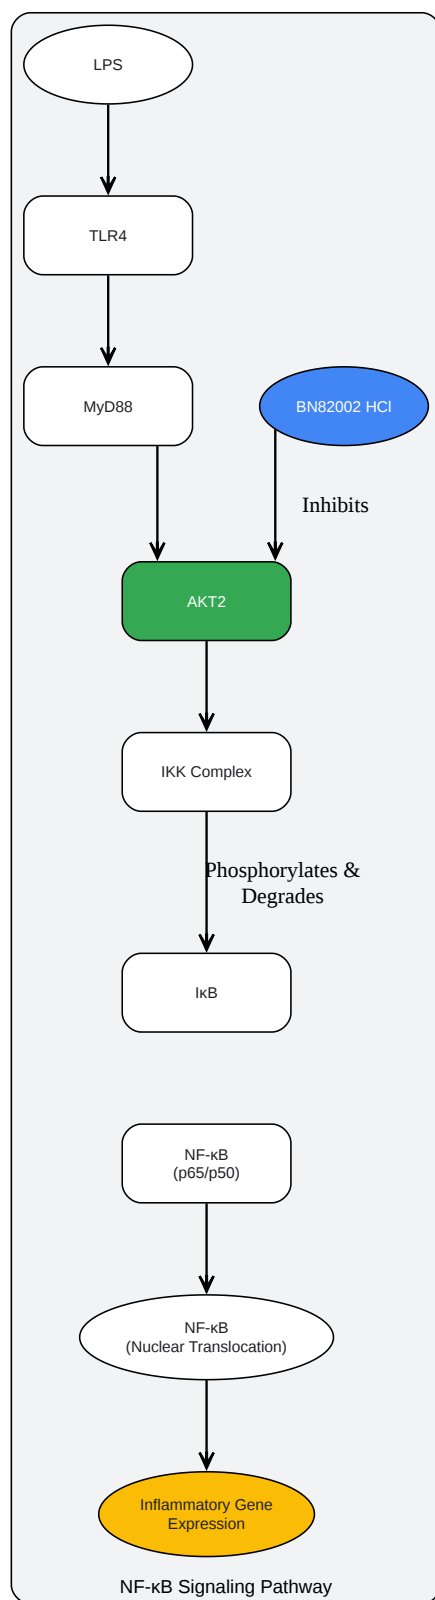 LPS
TLR4
MyD88
BN82002 HCl
Inhibits
AKT2
IKK Complex
Phosphorylates &
Degrades
IκB
NF-κB
(p65/p50)
NF-κB
(Nuclear Translocation)
Inflammatory Gene
Expression
NF-κB Signaling Pathway